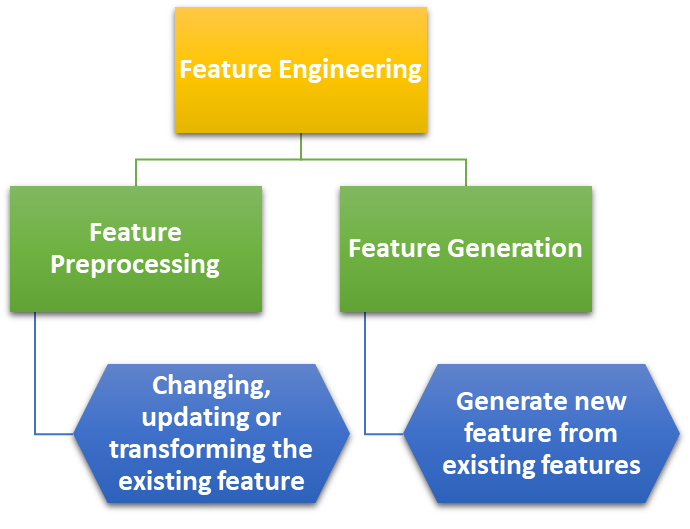 Feature Engineering
Feature
Preprocessing
Feature Generation
Changing,
updating or
transforming the
existing feature
Generate new
feature from
existing features